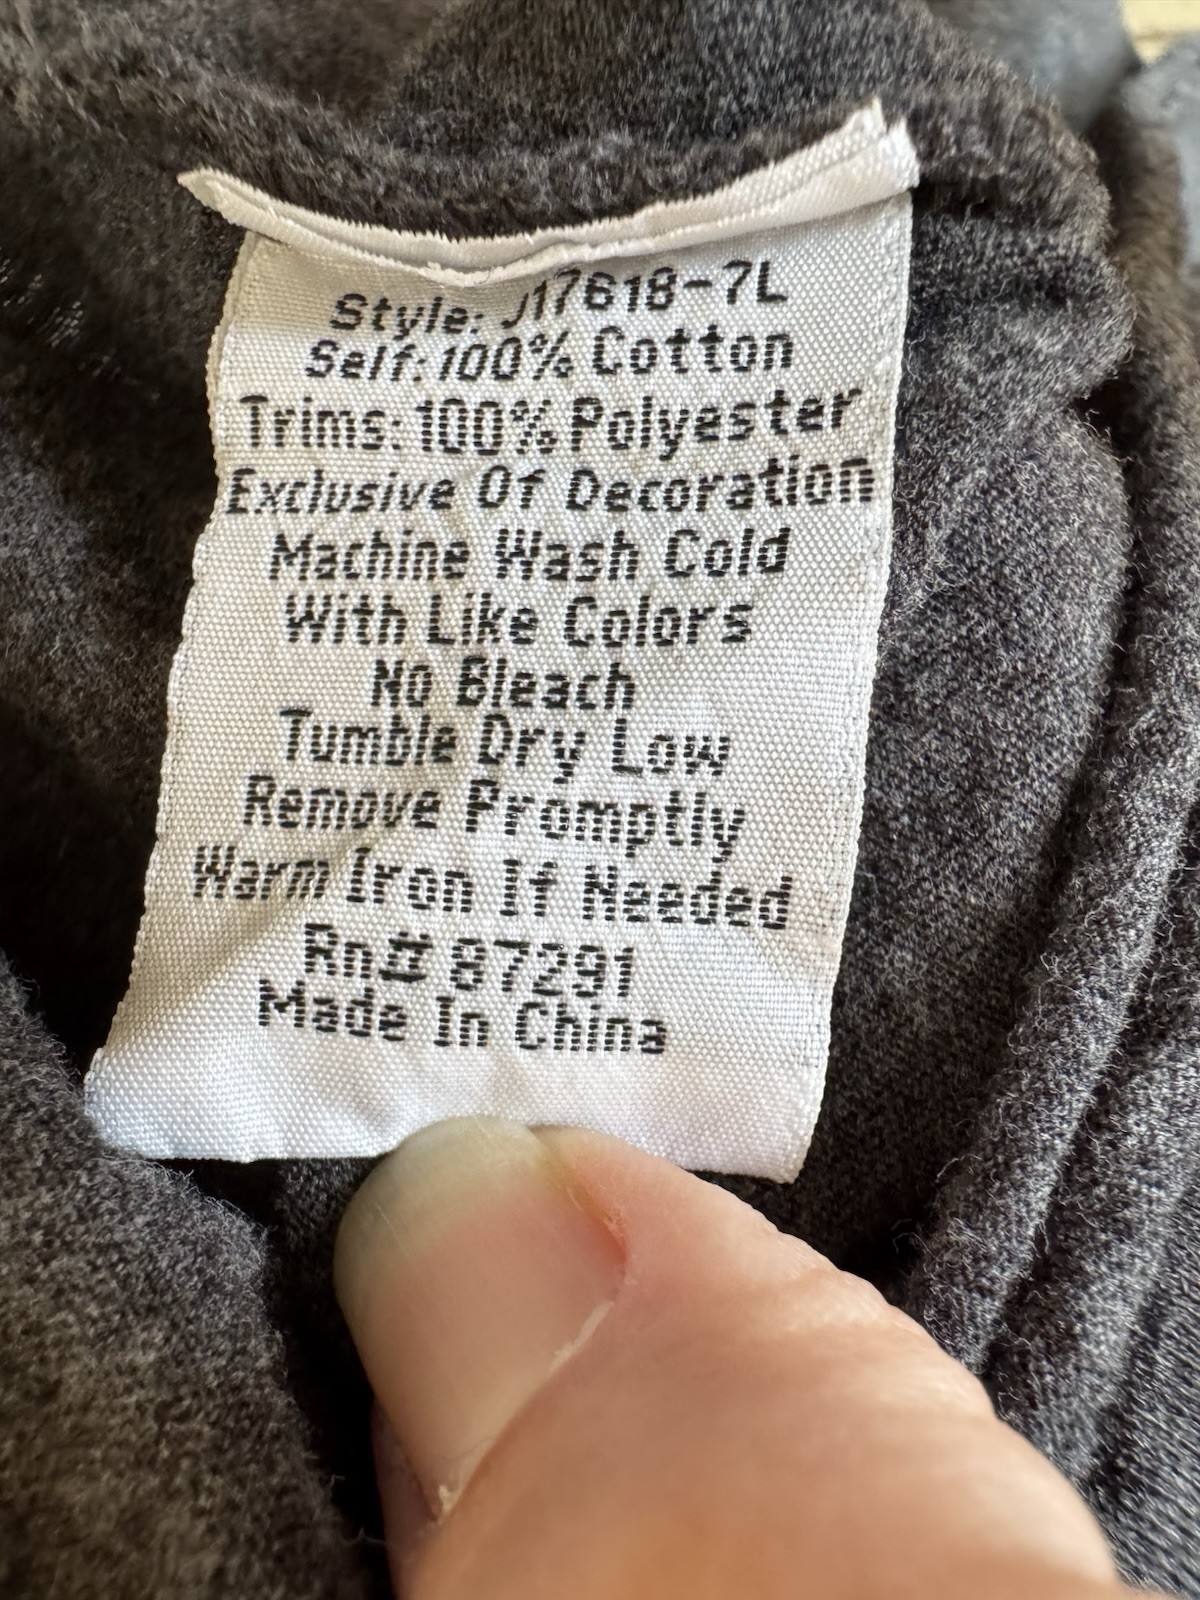 Style: J17618-7L
Self: 100% Cotton
Trims: 100% Polyester
Exclusive Of Decoration
Machine Wash Cold
With Like Colors
No Bleach
Tumble Dry Low
Remove Promptly
Warm Iron If Needed
Rn# 87291
Made In China